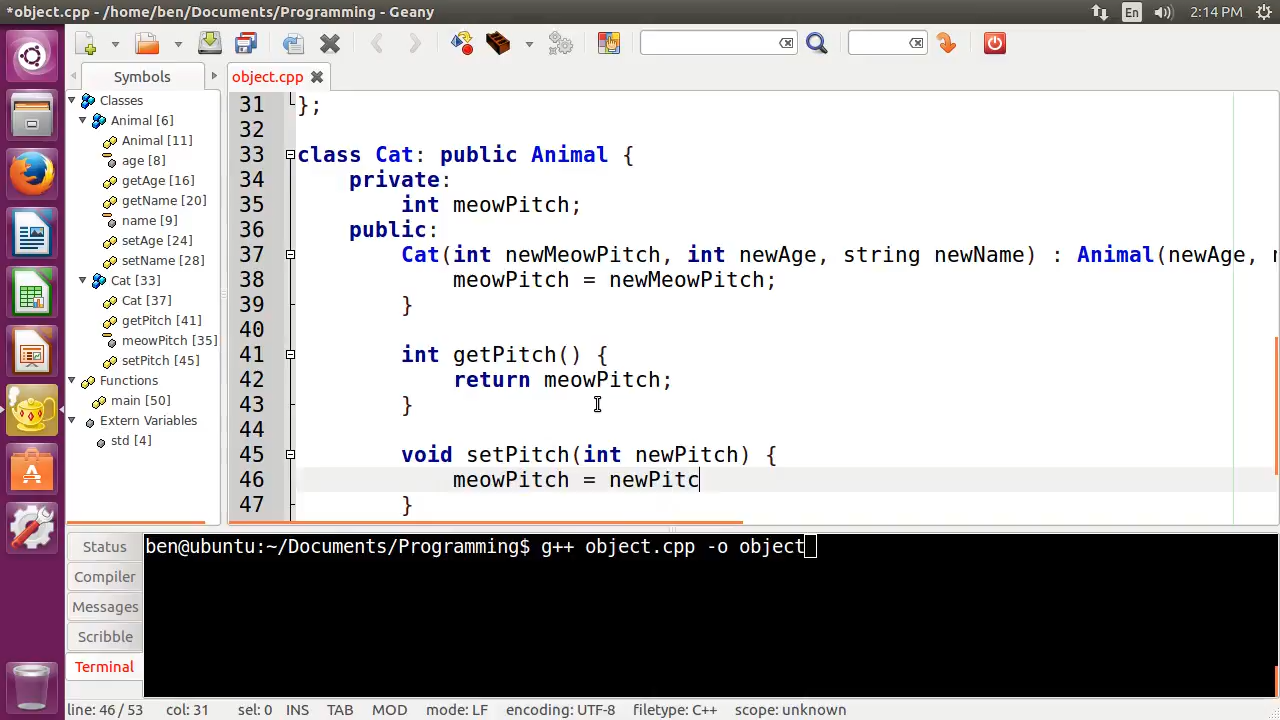 *object.cpp - /home/ben/Documents/Programming - Geany
En
2:14 PM
Symbols
object.cpp
Classes
Animal [6]
Animal [11]
age [8]
getAge [16]
getName [20]
name [9]
setAge [24]
setName [28]
Cat [33]
Cat [37]
getPitch [41]
meowPitch [35]
setPitch [45]
Functions
main [50]
Extern Variables
std [4]
31 };
32
33 class Cat: public Animal {
34 private:
35 int meowPitch;
36 public:
37 Cat(int newMeowPitch, int newAge, string newName) : Animal(newAge, n
38 meowPitch = newMeowPitch;
39 }
40
41 int getPitch() {
42 return meowPitch;
43 }
44
45 void setPitch(int newPitch) {
46 meowPitch = newPitc
47 }
Status
Compiler
Messages
Scribble
Terminal
ben@ubuntu:~/Documents/Programming$ g++ object.cpp -o object
line: 46 / 53 col: 31 sel: 0 INS TAB MOD mode: LF encoding: UTF-8 filetype: C++ scope: unknown